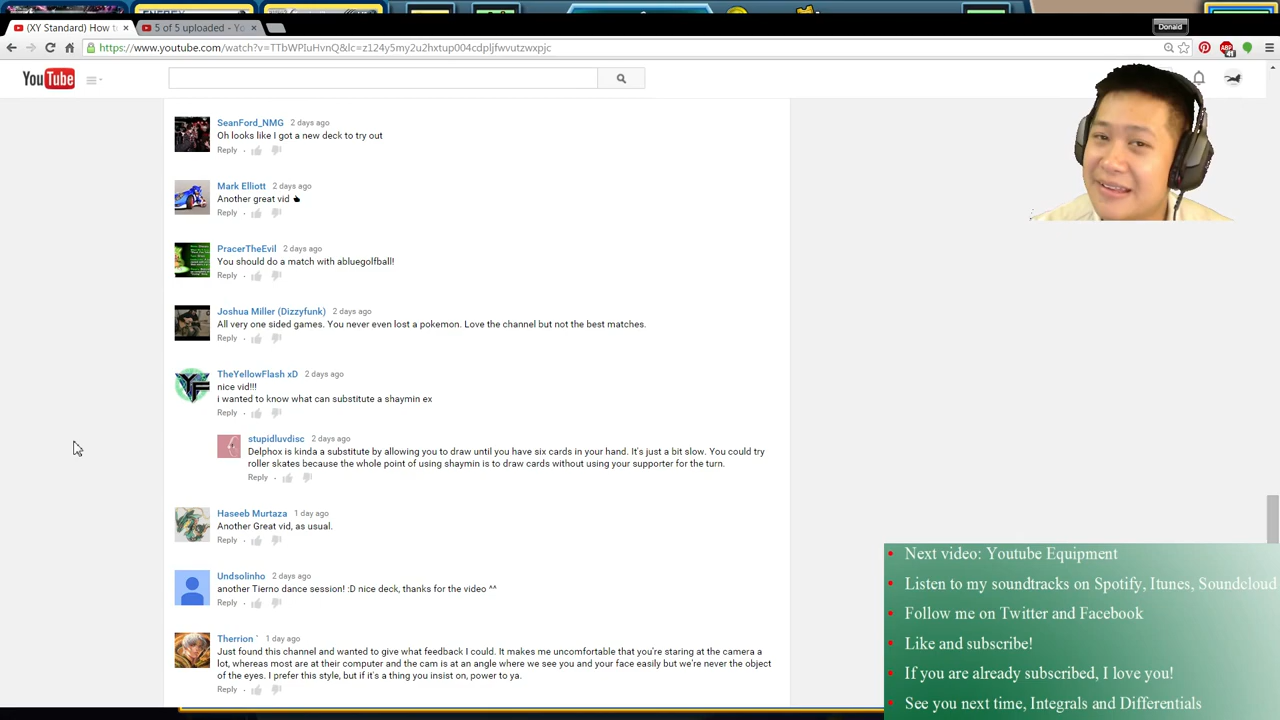 ENERGY
(XY Standard) How t
5 of 5 uploaded - Yo
Donald
https://www.youtube.com/watch?v=TTbWPIuHvnQ&lc=z124y5my2u2hxtup004cdpljfwvutzwxpjc
ABP
YouTube
SeanFord_NMG 2 days ago
Oh looks like I got a new deck to try out
Reply
Mark Elliott 2 days ago
Another great vid
Reply
PracerTheEvil 2 days ago
You should do a match with abluegolfball!
Reply
Joshua Miller (Dizzyfunk) 2 days ago
All very one sided games. You never even lost a pokemon. Love the channel but not the best matches.
Reply
TheYellowFlash xD 2 days ago
nice vid!!!
i wanted to know what can substitute a shaymin ex
Reply
stupidluvdisc 2 days ago
Delphox is kinda a substitute by allowing you to draw until you have six cards in your hand. It's just a bit slow. You could try
roller skates because the whole point of using shaymin is to draw cards without using your supporter for the turn.
Reply
Haseeb Murtaza 1 day ago
Another Great vid, as usual.
Reply
Undsolinho 2 days ago
another Tierno dance session! :D nice deck, thanks for the video ^^
Reply
Therrion ` 1 day ago
Just found this channel and wanted to give what feedback I could. It makes me uncomfortable that you're staring at the camera a
lot, whereas most are at their computer and the cam is at an angle where we see you and your face easily but we're never the object
of the eyes. I prefer this style, but if it's a thing you insist on, power to ya.
Reply
• Next video: Youtube Equipment
• Listen to my soundtracks on Spotify, Itunes, Soundcloud
• Follow me on Twitter and Facebook
• Like and subscribe!
• If you are already subscribed, I love you!
• See you next time, Integrals and Differentials